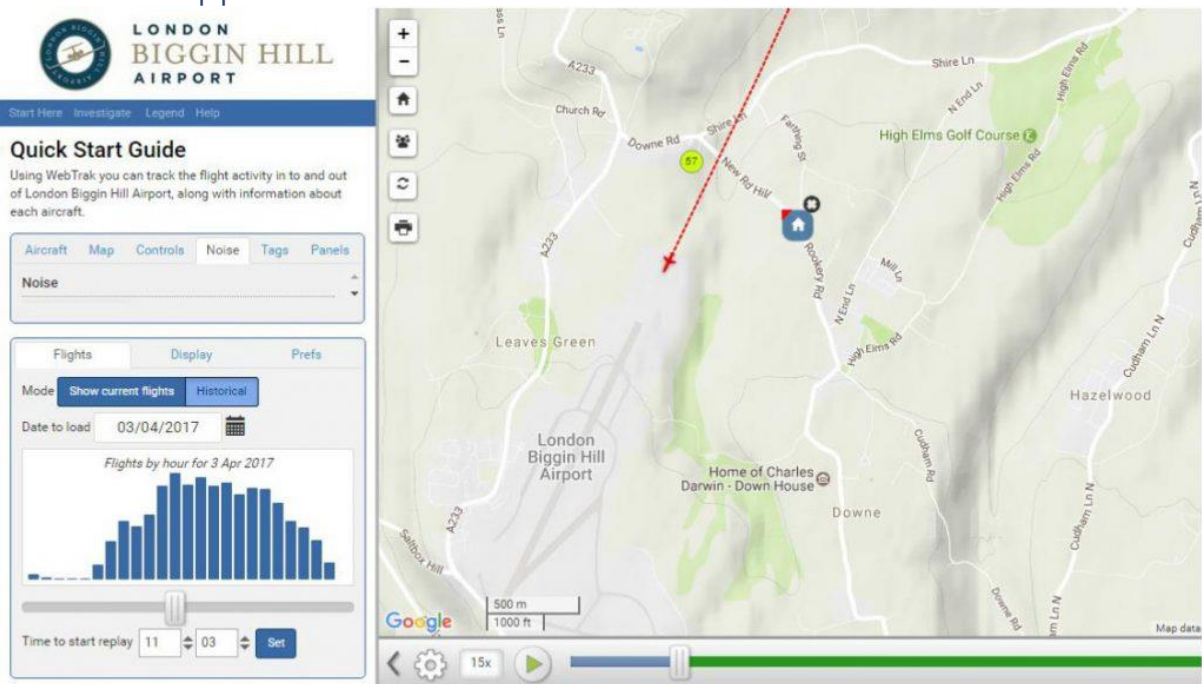 LONDON
BIGGIN HILL
AIRPORT
Start Here Investigate Legend Help
Quick Start Guide
Using WebTrak you can track the flight activity in to and out
of London Biggin Hill Airport, along with information about
each aircraft.
Aircraft Map Controls Noise Tags Panels
Noise
Flights Display Prefs
Mode Show current flights Historical
Date to load 03/04/2017
Flights by hour for 3 Apr 2017
Time to start replay 11 03 Set
+
−
A233
Shire Ln
High Elms Rd
N End Ln
Church Rd
Farthing St
High Elms Golf Course
Downe Rd
Shire Ln
57
New Rd Hill
High Elms Rd
A233
Rookery Rd
Mill Ln
N End Ln
Leaves Green
High Elms Rd
Cudham Ln N
Hazelwood
London
Biggin Hill
Airport
Cudham Rd
Home of Charles
Darwin - Down House
Downe
Cudham Ln N
A233
Saltbox Hill
Downe Rd
Google
500 m
1000 ft
Map data
15x